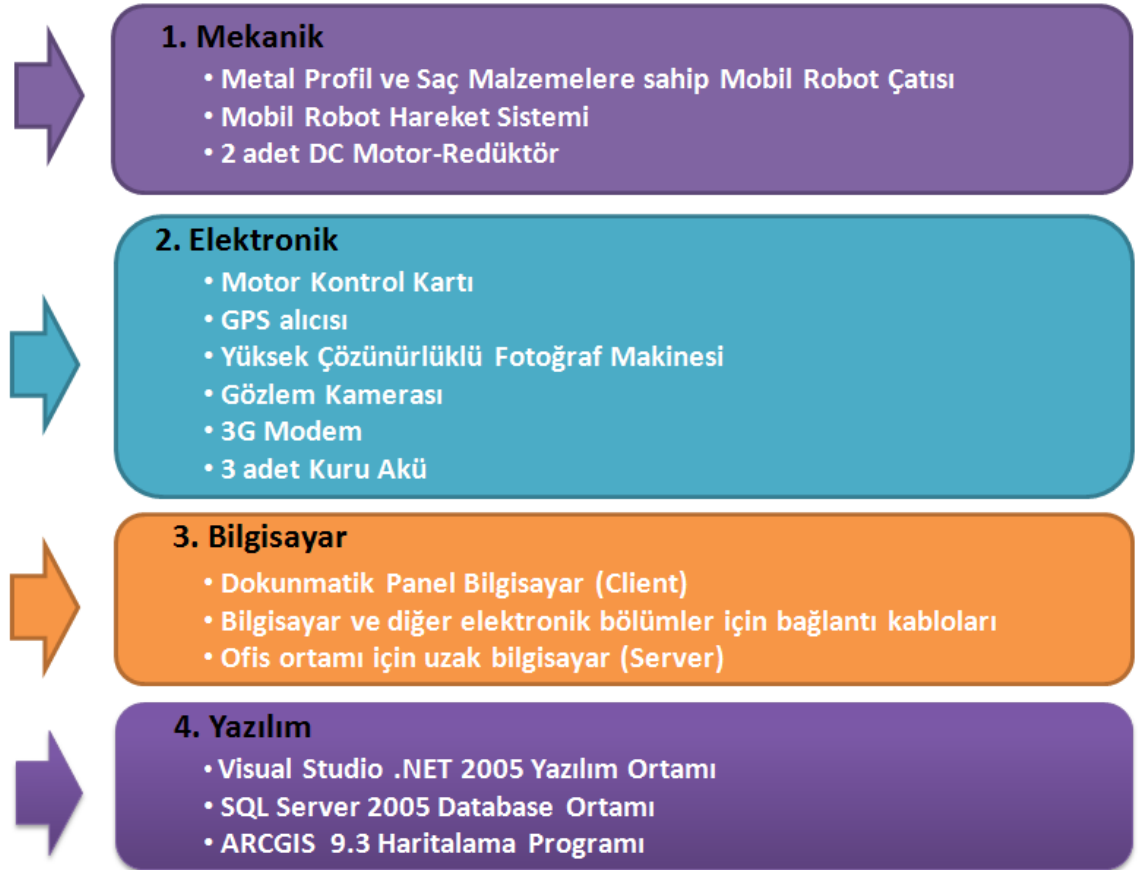 1. Mekanik
• Metal Profil ve Saç Malzemelere sahip Mobil Robot Çatısı
• Mobil Robot Hareket Sistemi
• 2 adet DC Motor-Redüktör
2. Elektronik
• Motor Kontrol Kartı
• GPS alıcısı
• Yüksek Çözünürlüklü Fotoğraf Makinesi
• Gözlem Kamerası
• 3G Modem
• 3 adet Kuru Akü
3. Bilgisayar
• Dokunmatik Panel Bilgisayar (Client)
• Bilgisayar ve diğer elektronik bölümler için bağlantı kabloları
• Ofis ortamı için uzak bilgisayar (Server)
4. Yazılım
• Visual Studio .NET 2005 Yazılım Ortamı
• SQL Server 2005 Database Ortamı
• ARCGIS 9.3 Haritalama Programı